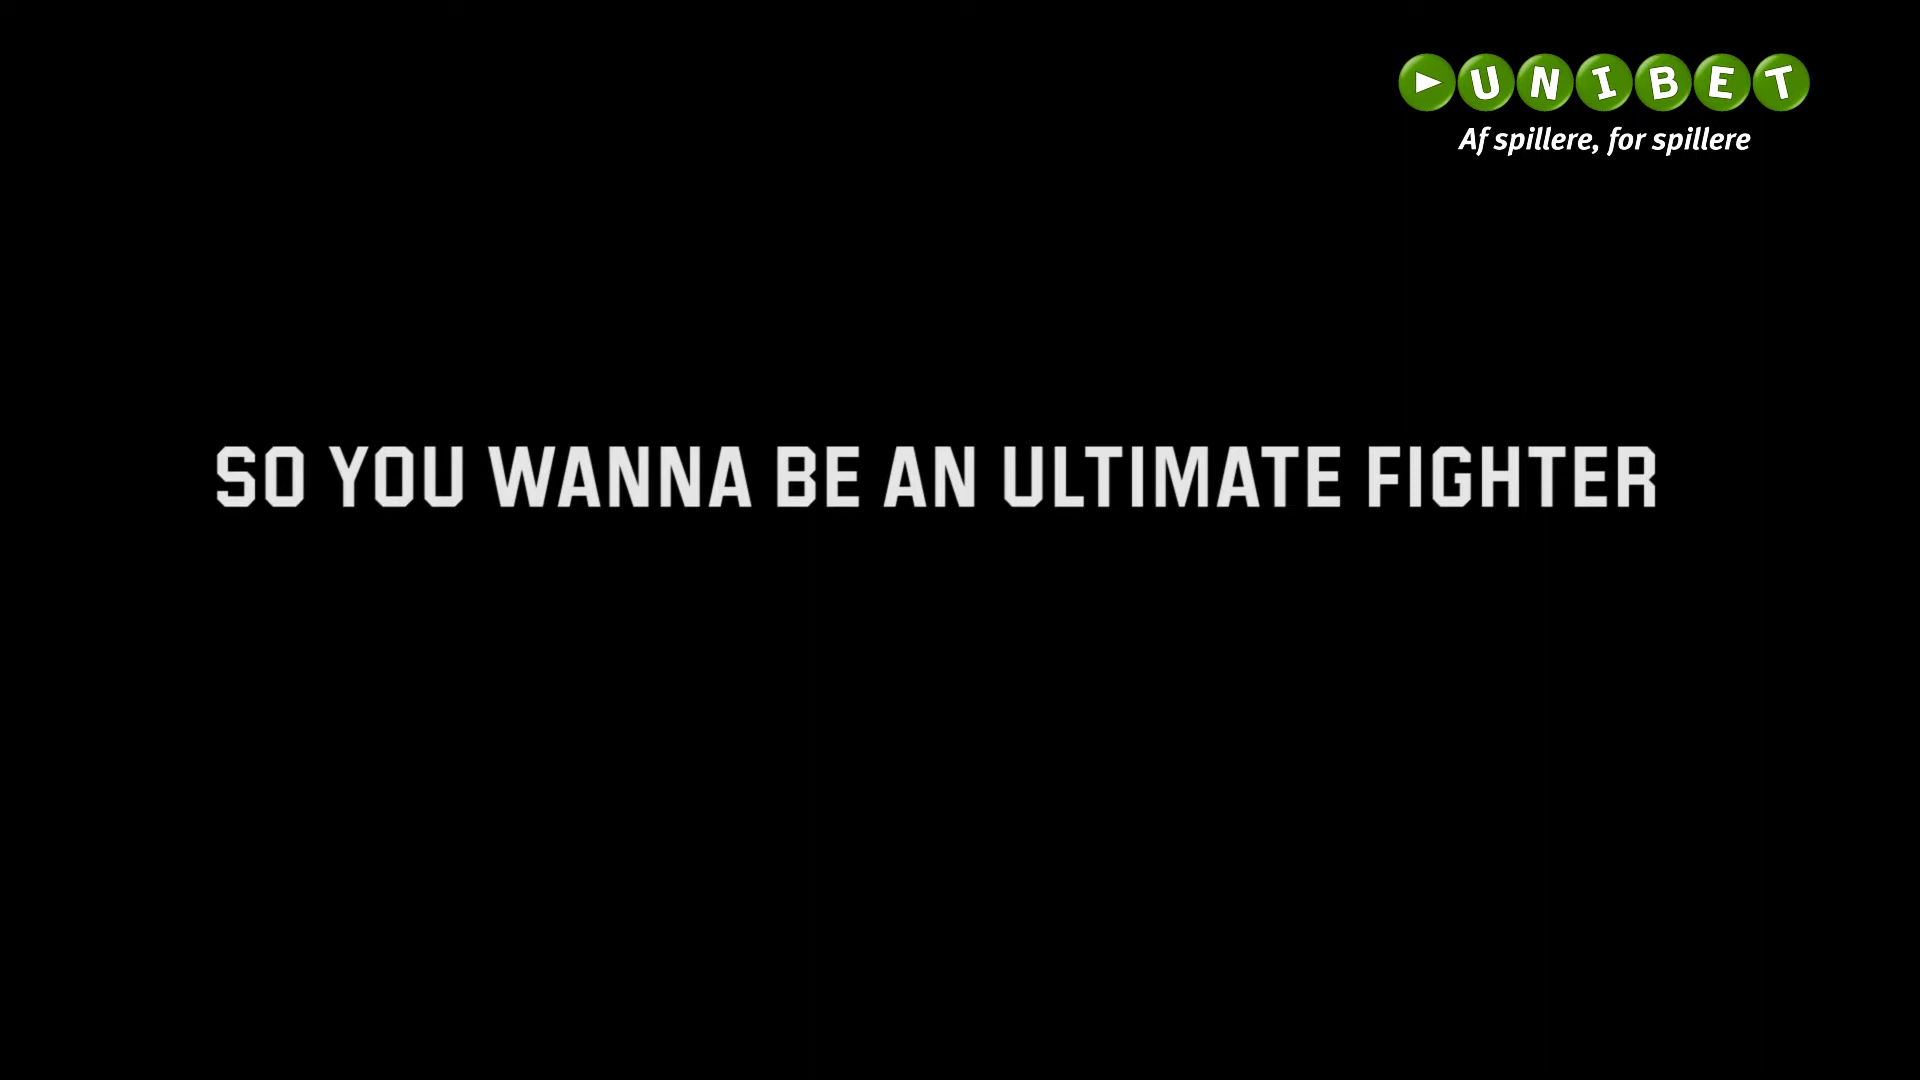 UNIBET
Af spillere, for spillere
SO YOU WANNA BE AN ULTIMATE FIGHTER